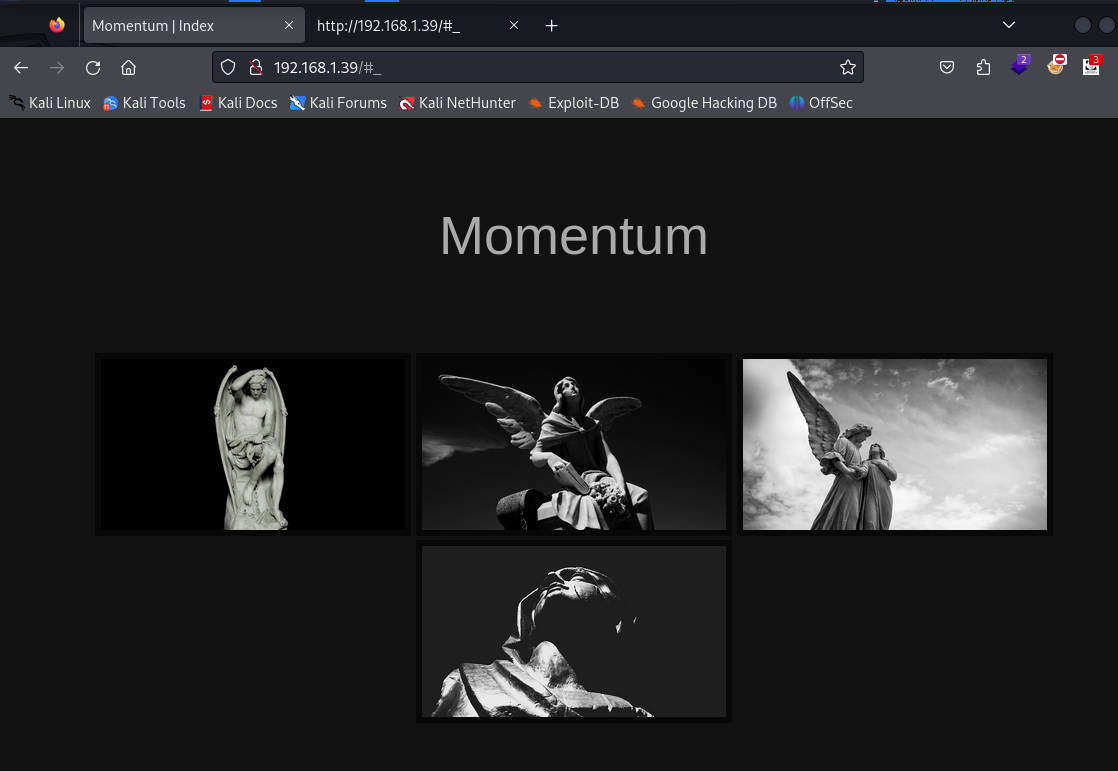 Momentum | Index http://192.168.1.39/#_
192.168.1.39/#_ 2 3
Kali Linux Kali Tools Kali Docs Kali Forums Kali NetHunter Exploit-DB Google Hacking DB OffSec
Momentum